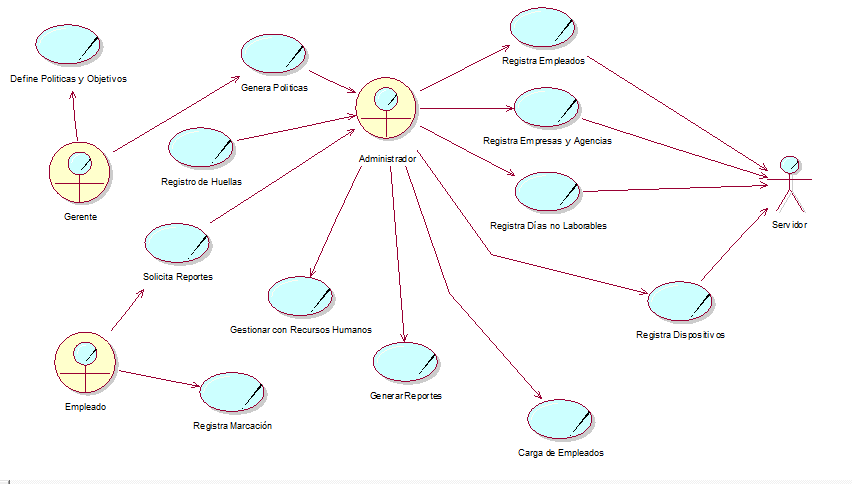 Registra Empleados
Define Politicas y Objetivos
Genera Politicas
Registra Empresas y Agencias
Administrador
Registro de Huellas
Gerente
Registra Días no Laborables
Servidor
Solicita Reportes
Gestionar con Recursos Humanos
Registra Dispositivos
Generar Reportes
Empleado
Registra Marcación
Carga de Empleados